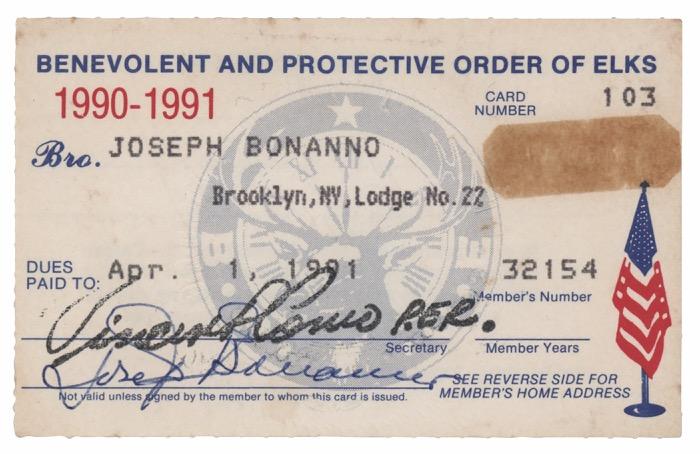 BENEVOLENT AND PROTECTIVE ORDER OF ELKS
1990-1991
CARD NUMBER 103
Bro. JOSEPH BONANNO
Brooklyn,NY,Lodge No.22
DUES PAID TO: Apr. 1, 1991
32154
Member's Number
P.E.R.
Secretary
Member Years
Joseph Bonanno
SEE REVERSE SIDE FOR
MEMBER'S HOME ADDRESS
Not valid unless signed by the member to whom this card is issued.